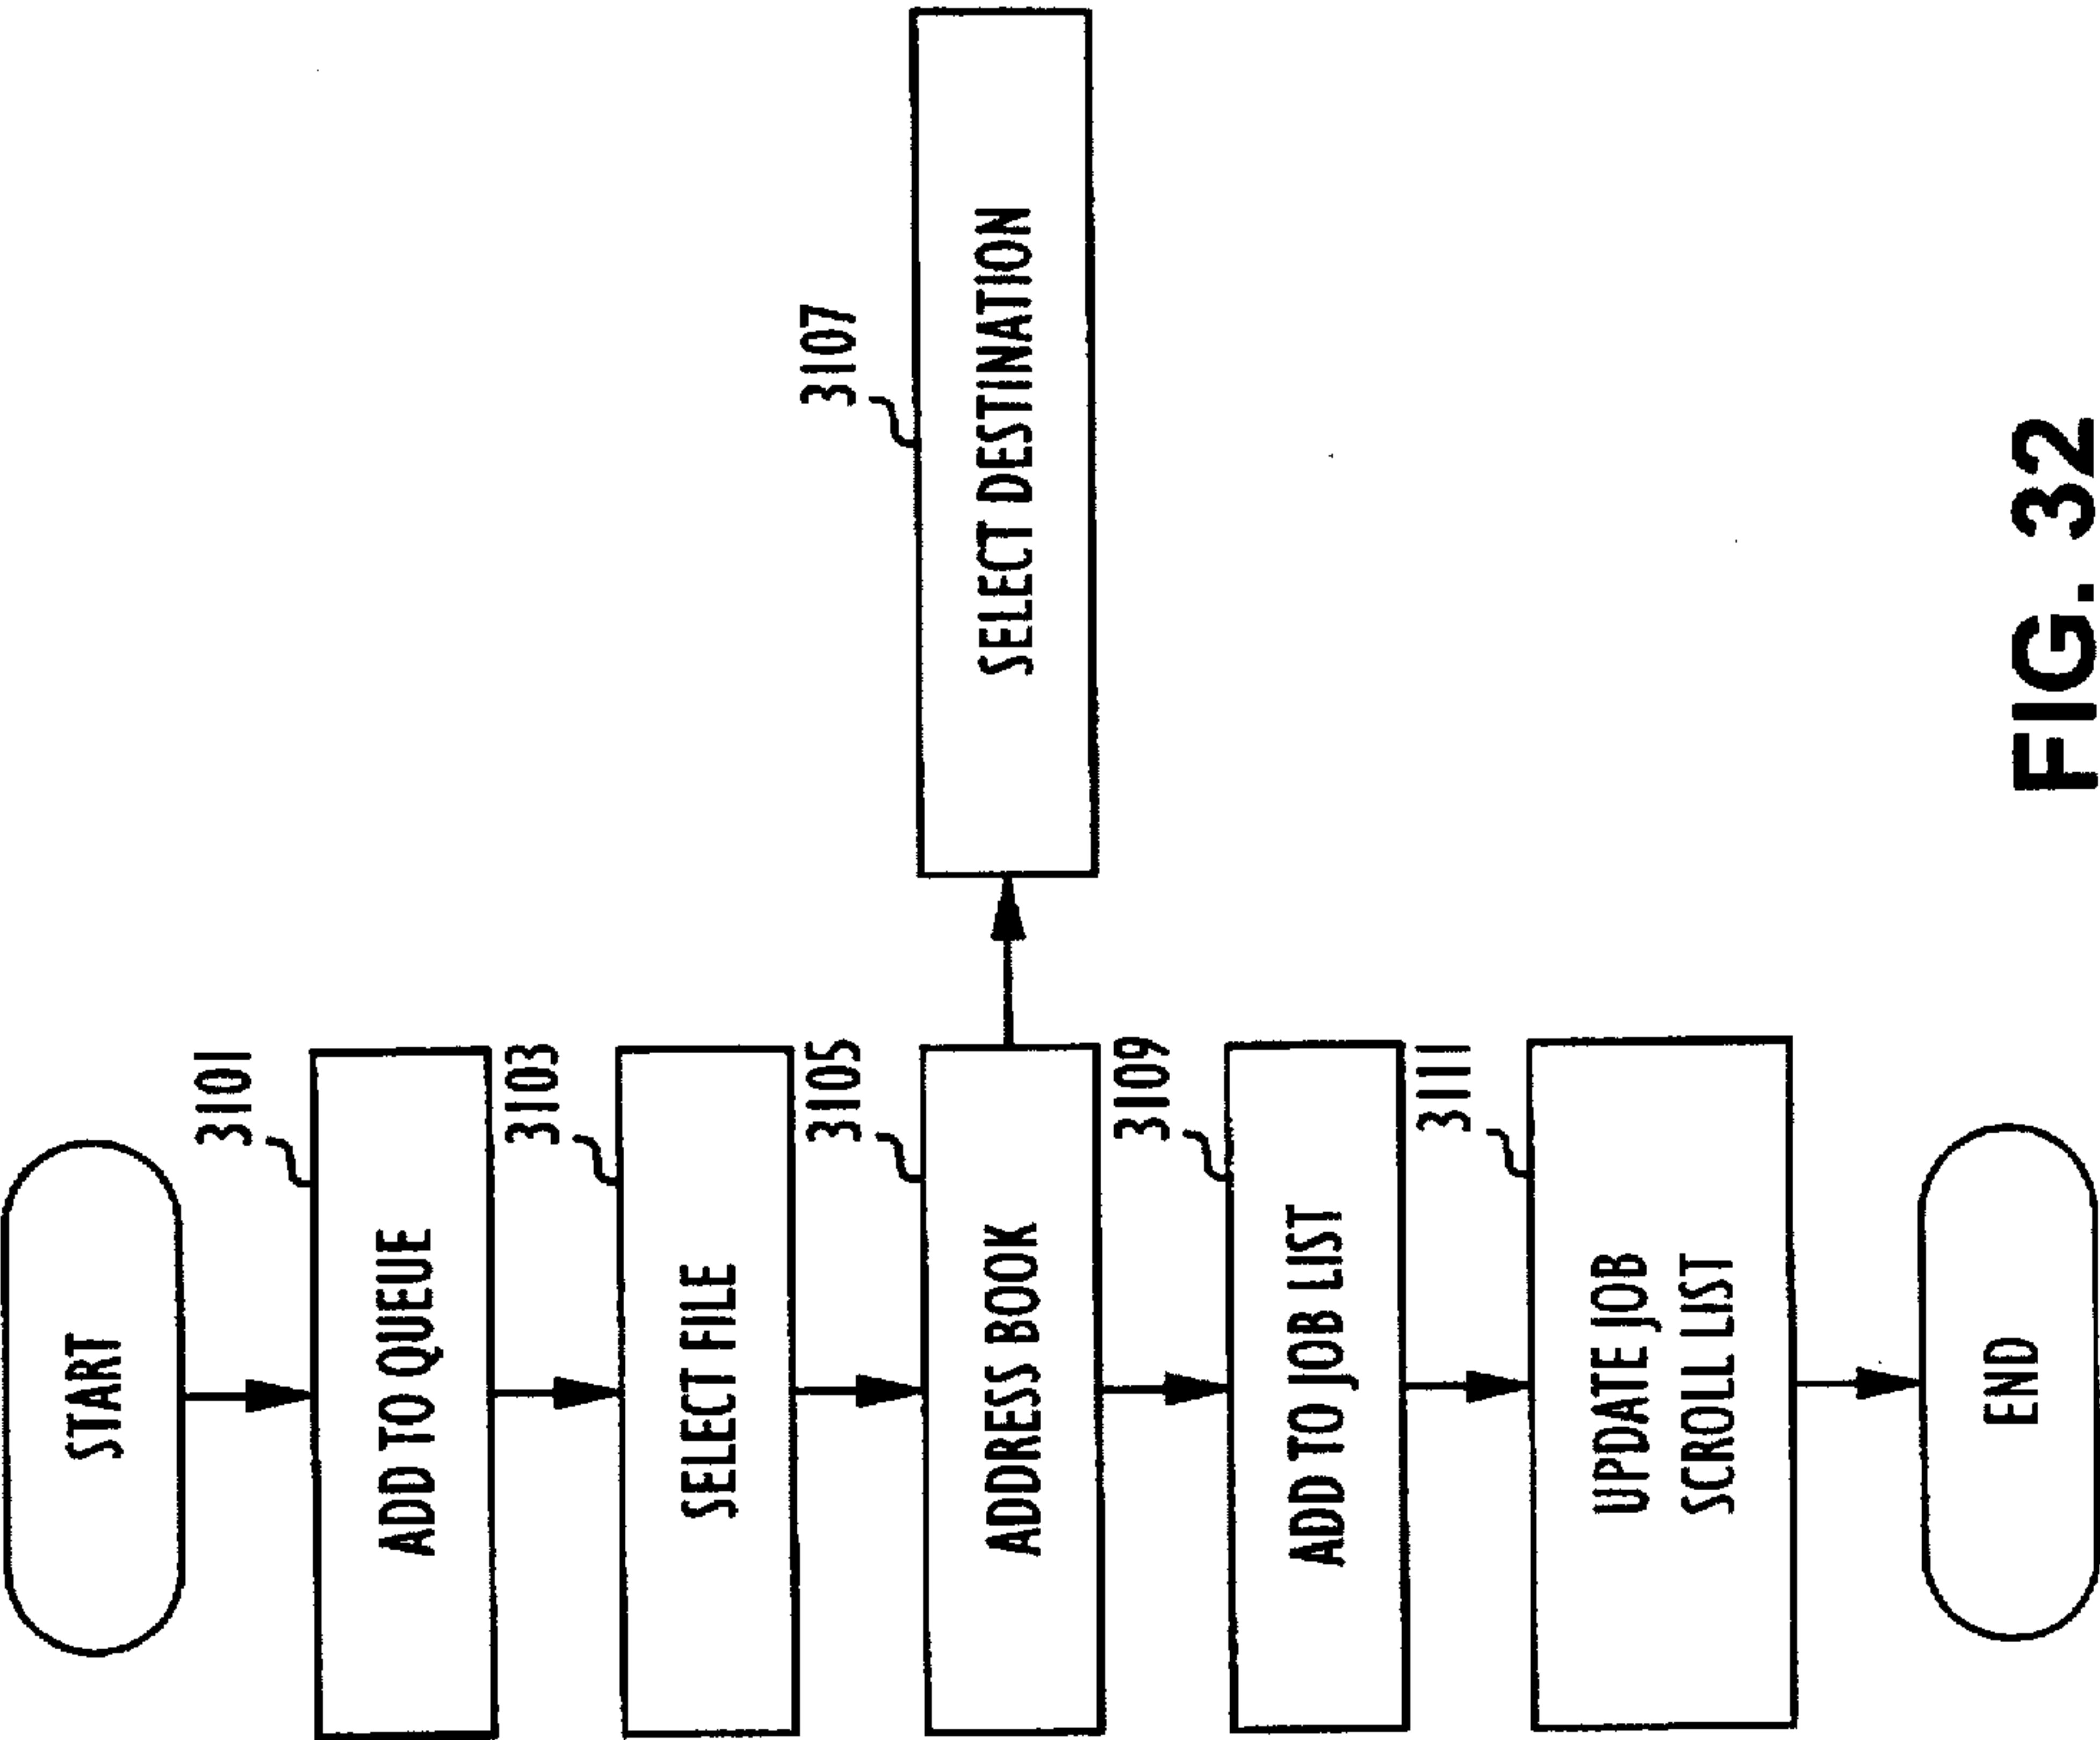 START
3101
ADD TO QUEUE
3103
SELECT FILE
3105
ADDRESS BOOK
3107
SELECT DESTINATION
3109
ADD TO JOB LIST
3111
UPDATE JOB
SCROLL LIST
END
FIG. 32